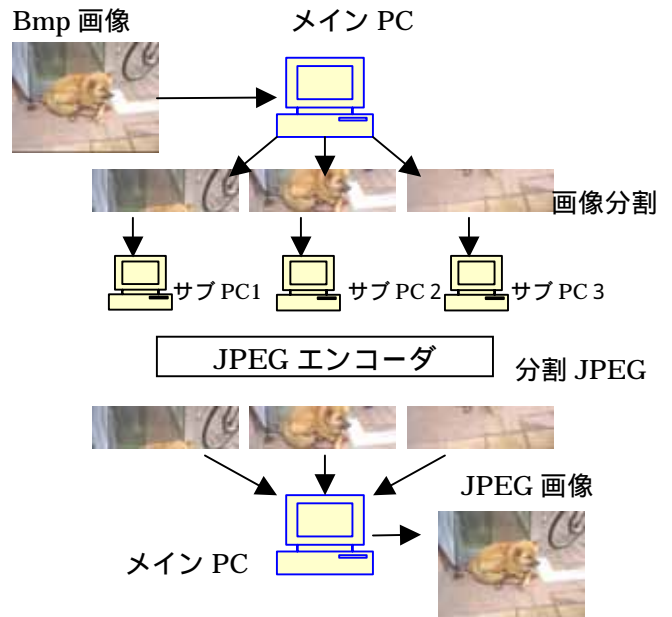 Bmp 画像
メイン PC
画像分割
サブ PC1
サブ PC 2
サブ PC 3
JPEG エンコーダ
分割 JPEG
JPEG 画像
メイン PC